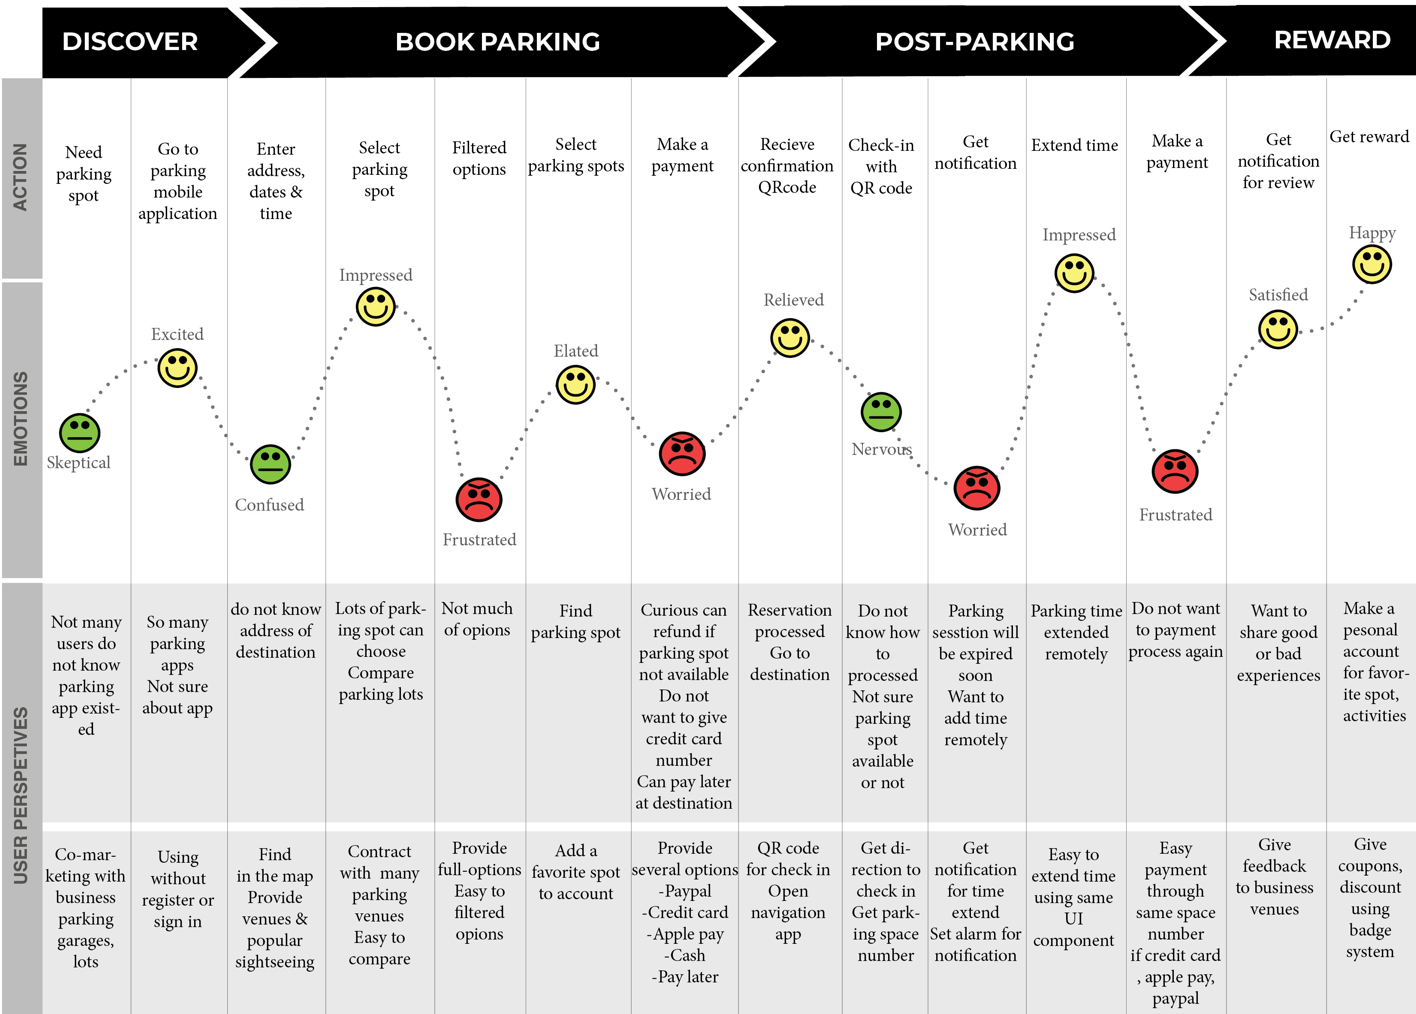 DISCOVER
BOOK PARKING
POST-PARKING
REWARD
ACTION
Need
parking
spot
Go to
parking
mobile
application
Enter
address,
dates &
time
Select
parking
spot
Filtered
options
Select
parking spots
Make a
payment
Recieve
confirmation
QRcode
Check-in
with
QR code
Get
notification
Extend time
Make a
payment
Get
notification
for review
Get reward
EMOTIONS
Skeptical
Excited
Confused
Impressed
Frustrated
Elated
Worried
Relieved
Nervous
Worried
Impressed
Frustrated
Satisfied
Happy
USER PERSPETIVES
Not many
users do
not know
parking
app exist-
ed
So many
parking
apps
Not sure
about app
do not know
address of
destination
Lots of park-
ing spot can
choose
Compare
parking lots
Not much
of opions
Find
parking spot
Curious can
refund if
parking spot
not available
Do not
want to give
credit card
number
Can pay later
at destination
Reservation
processed
Go to
destination
Do not
know how
to
processed
Not sure
parking
spot
available
or not
Parking
sesstion will
be expired
soon
Want to
add time
remotely
Parking time
extended
remotely
Do not want
to payment
process again
Want to
share good
or bad
experiences
Make a
pesonal
account
for favor-
ite spot,
activities
Co-mar-
keting with
business
parking
garages,
lots
Using
without
register or
sign in
Find
in the map
Provide
venues &
popular
sightseeing
Contract
with many
parking
venues
Easy to
compare
Provide
full-options
Easy to
filtered
opions
Add a
favorite spot
to account
Provide
several options
-Paypal
-Credit card
-Apple pay
-Cash
-Pay later
QR code
for check in
Open
navigation
app
Get di-
rection to
check in
Get park-
ing space
number
Get
notification
for time
extend
Set alarm for
notification
Easy to
extend time
using same
UI
component
Easy
payment
through
same space
number
if credit card
, apple pay,
paypal
Give
feedback
to business
venues
Give
coupons,
discount
using
badge
system